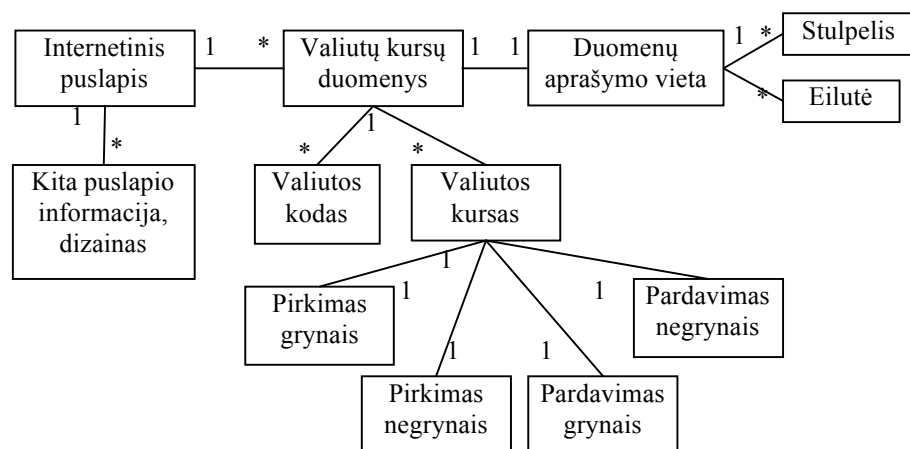 Internetinis
puslapis
1
*
Valiutų kursų
duomenys
1
1
Duomenų
aprašymo vieta
1
*
Stulpelis
*
Eilutė
1
*
Kita puslapio
informacija,
dizainas
1
*
*
Valiutos
kodas
Valiutos
kursas
1
1
Pirkimas
grynais
1
Pardavimas
negrynais
1
Pirkimas
negrynais
1
Pardavimas
grynais